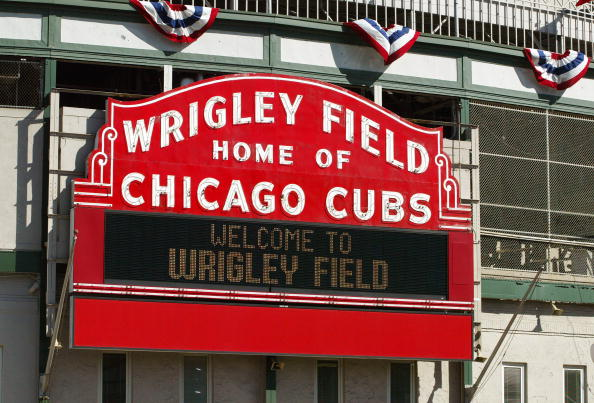 WRIGLEY FIELD
HOME OF
CHICAGO CUBS
WELCOME TO
WRIGLEY FIELD